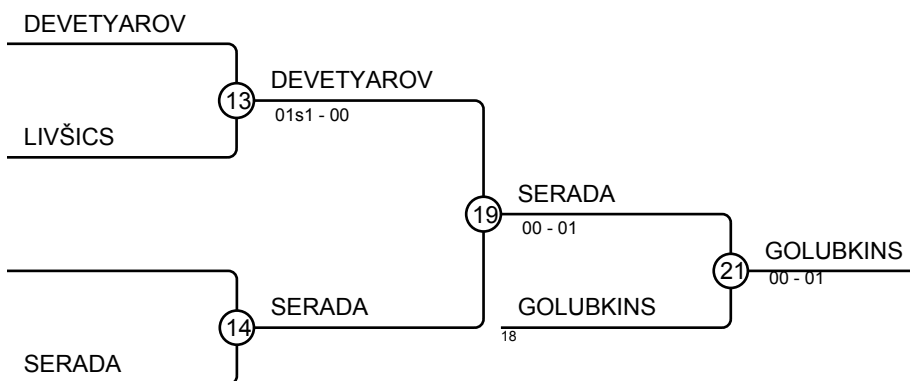 DEVETYAROV
13
DEVETYAROV
01s1 - 00
LIVŠICS
19
SERADA
00 - 01
21
GOLUBKINS
00 - 01
14
SERADA
GOLUBKINS
18
SERADA